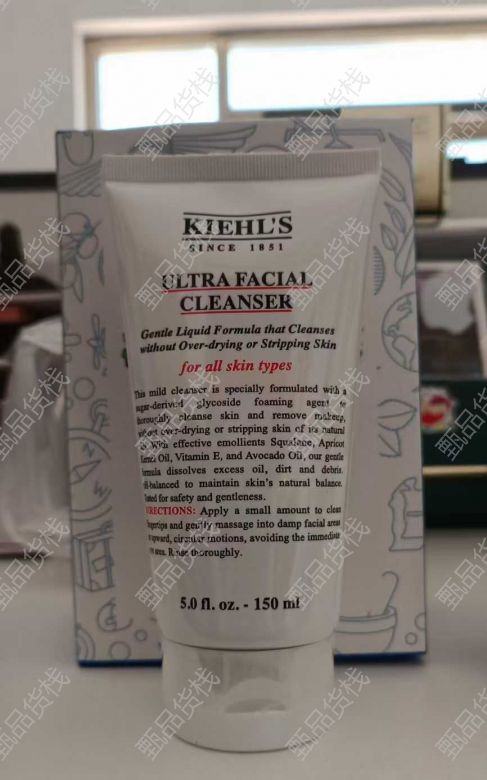 KIEHL'S
SINCE 1851
ULTRA FACIAL
CLEANSER
Gentle Liquid Formula that Cleanses
without Over-drying or Stripping Skin
for all skin types
This mild cleanser is specially formulated with a
sugar-derived glycoside foaming agent to
thoroughly cleanse skin and remove makeup,
without over-drying or stripping skin of its natural
With effective emollients Squalane, Apricot
Kernel Oil, Vitamin E, and Avocado Oil, our gentle
formula dissolves excess oil, dirt and debris.
pH-balanced to maintain skin's natural balance.
Tested for safety and gentleness.
DIRECTIONS: Apply a small amount to clean
fingertips and gently massage into damp facial areas
upward, circular motions, avoiding the immediate
area. Rinse thoroughly.
5.0 fl. oz. - 150 ml
甄品货栈